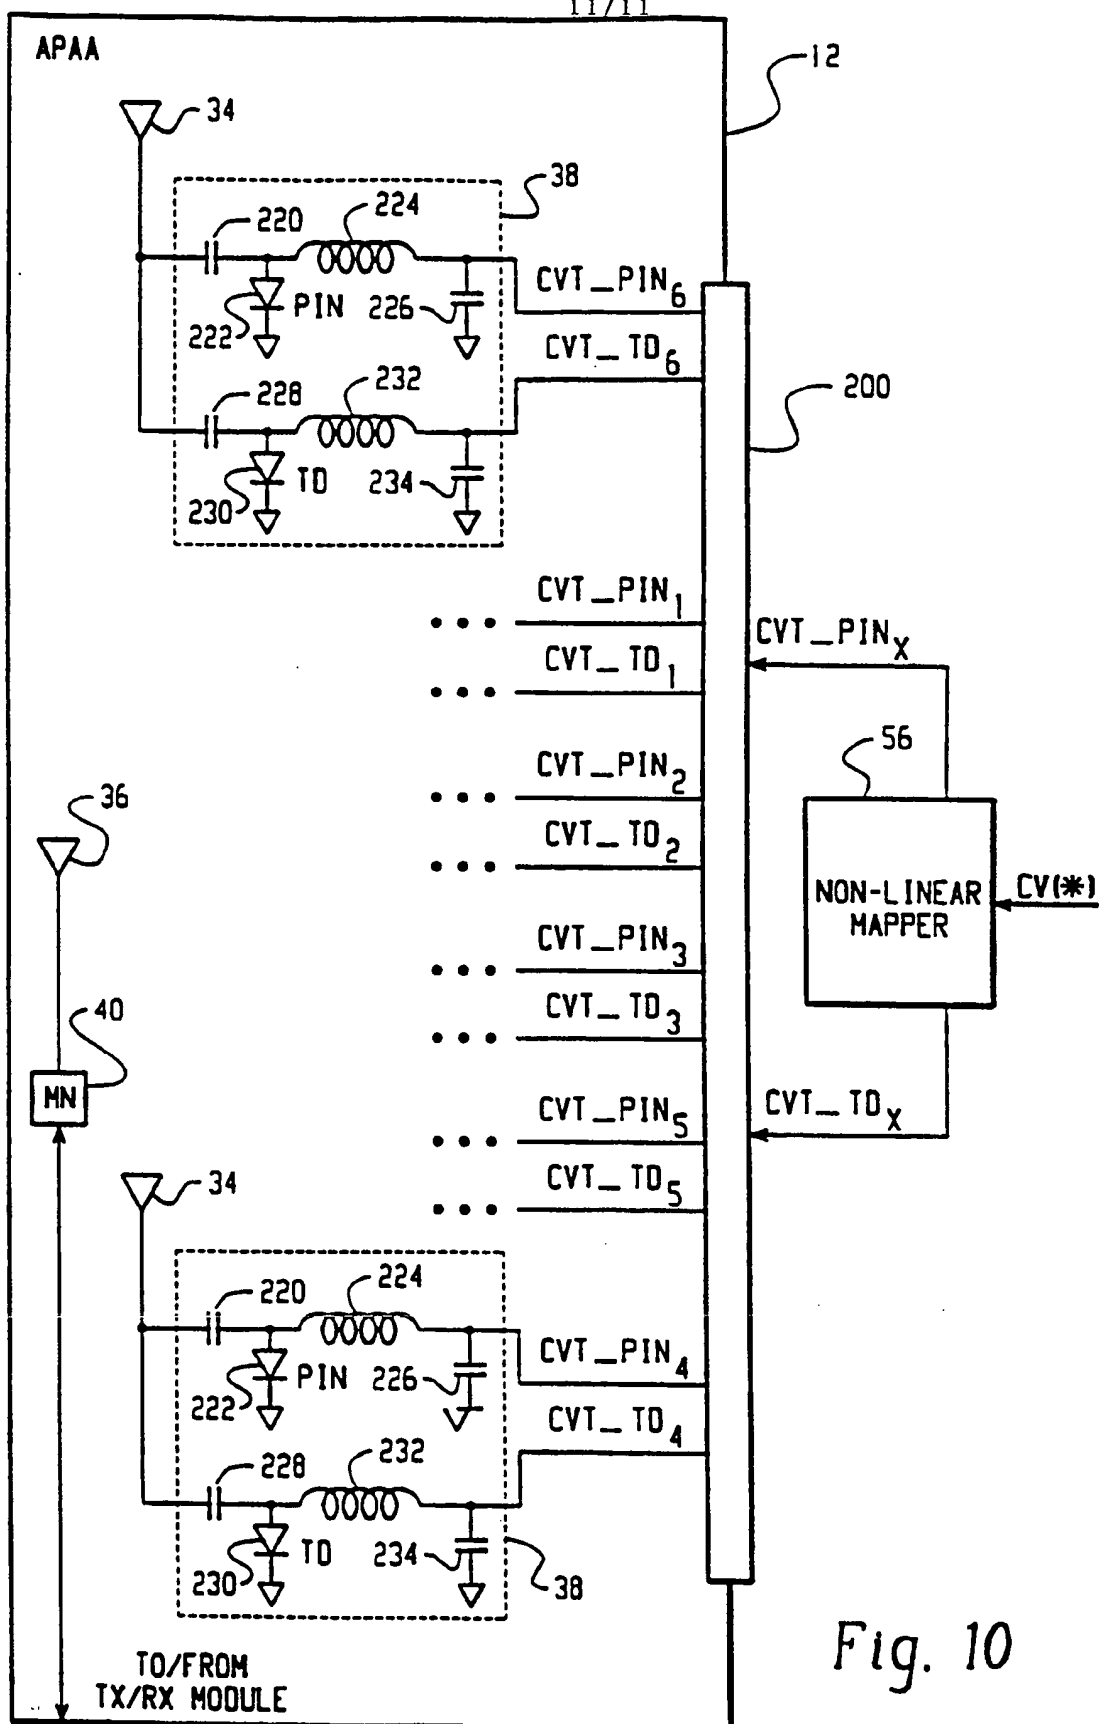 11/11
APAA
12
34
38
220
224
CVT_PIN6
PIN
222
226
CVT_TD6
228
232
200
TD
230
234
CVT_PIN1
CVT_PINX
CVT_TD1
56
CVT_PIN2
36
CVT_TD2
NON-LINEAR
MAPPER
CV(*)
CVT_PIN3
CVT_TD3
40
MN
CVT_PIN5
CVT_TDX
CVT_TD5
34
220
224
CVT_PIN4
PIN
222
226
CVT_TD4
228
232
TD
230
234
38
Fig. 10
TO/FROM
TX/RX MODULE